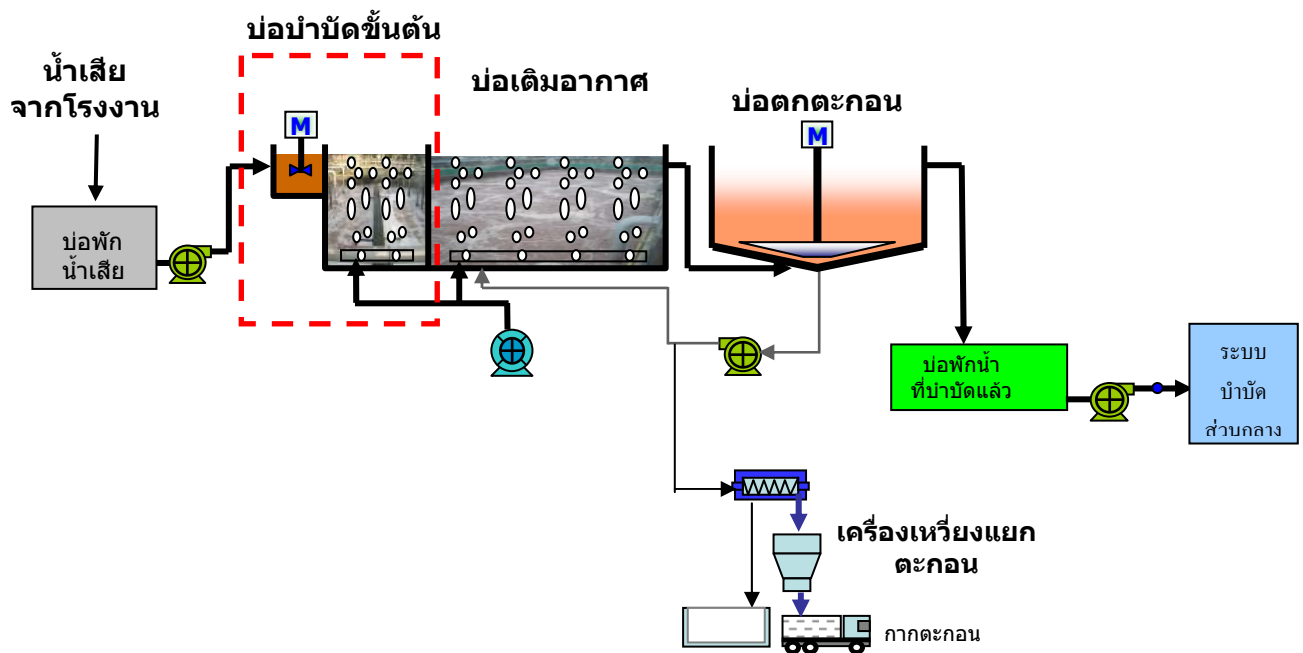 บ่อบำบัดขั้นต้น
น้ำเสีย
จากโรงงาน
บ่อเติมอากาศ
บ่อตกตะกอน
M
M
บ่อพัก
น้ำเสีย
บ่อพักน้ำ
ที่บำบัดแล้ว
ระบบ
บำบัด
ส่วบกลาง
เครื่องเหวี่ยงแยก
ตะกอน
กากตะกอน